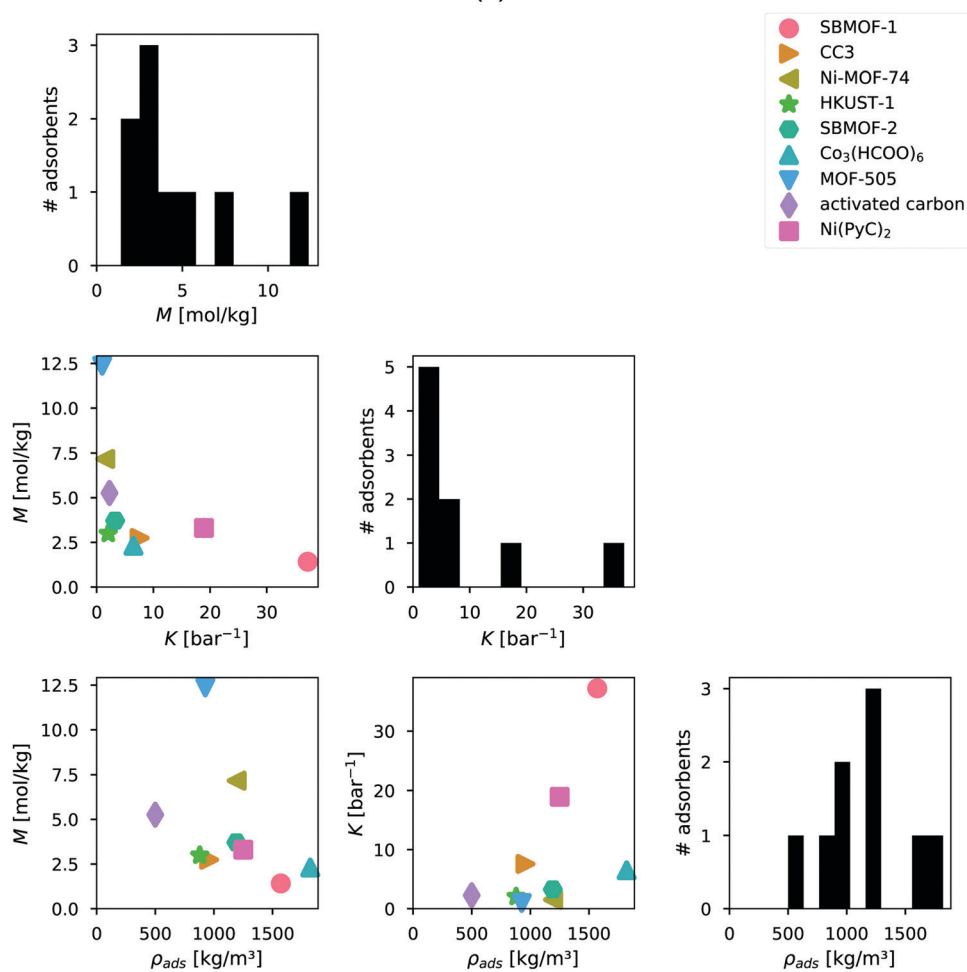 # adsorbents
3
2
1
0
0
5
10
M [mol/kg]
SBMOF-1
CC3
Ni-MOF-74
HKUST-1
SBMOF-2
Co₃(HCOO)₆
MOF-505
activated carbon
Ni(PyC)₂
M [mol/kg]
12.5
10.0
7.5
5.0
2.5
0.0
0
10
20
30
K [bar⁻¹]
# adsorbents
5
4
3
2
1
0
0
10
20
30
K [bar⁻¹]
M [mol/kg]
12.5
10.0
7.5
5.0
2.5
0.0
500
1000
1500
ρads [kg/m³]
K [bar⁻¹]
30
20
10
0
500
1000
1500
ρads [kg/m³]
# adsorbents
3
2
1
0
0
500
1000
1500
ρads [kg/m³]